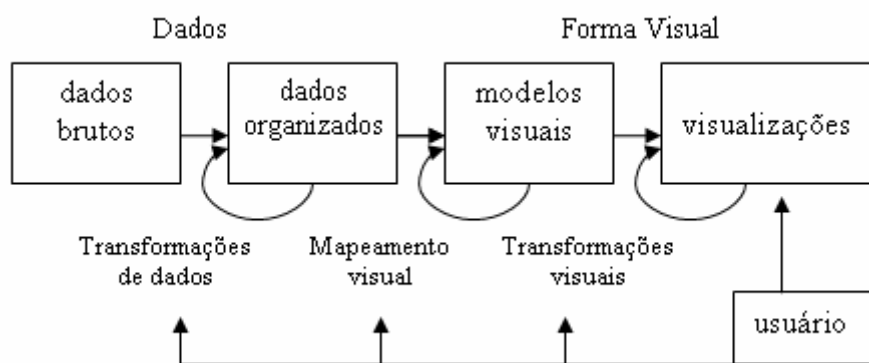 Dados
Forma Visual
dados
brutos
dados
organizados
modelos
visuais
visualizações
Transformações
de dados
Mapeamento
visual
Transformações
visuais
usuário